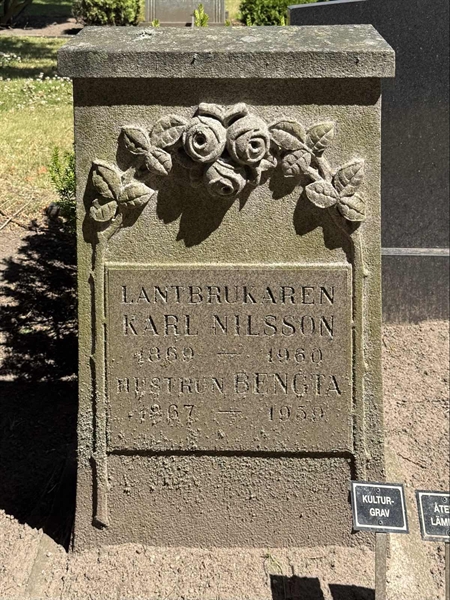 LANTBRUKAREN
KARL NILSSON
1869 — 1960
HUSTRUN BENGTA
1867 — 1959
KULTUR-
GRAV